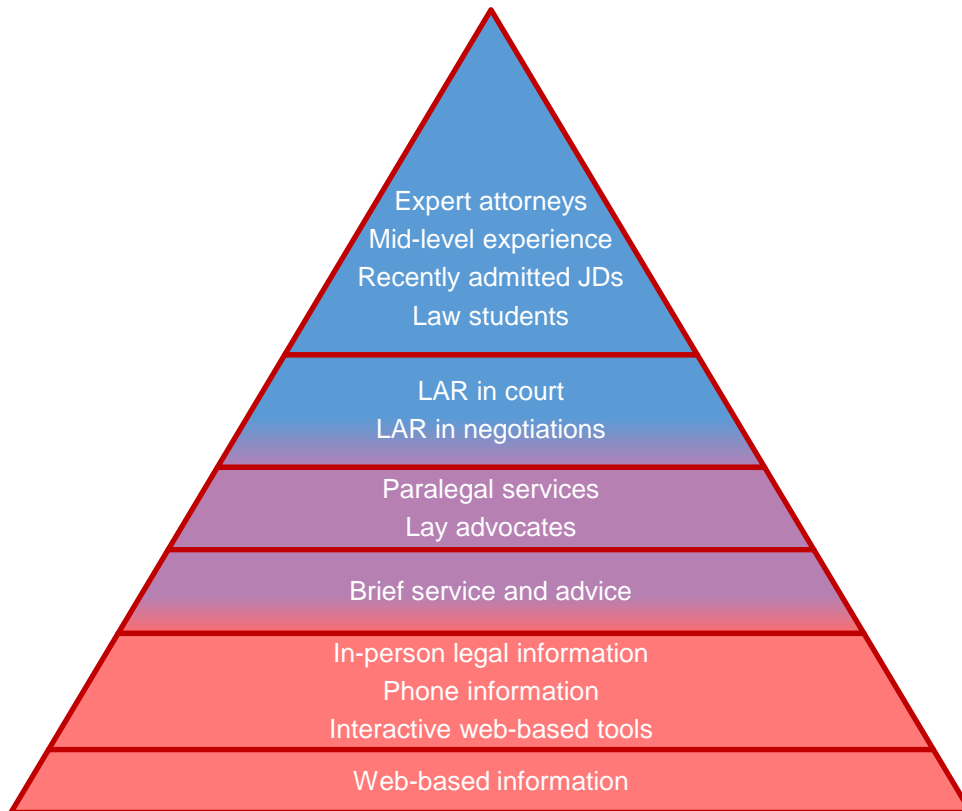 Expert attorneys
Mid-level experience
Recently admitted JDs
Law students
LAR in court
LAR in negotiations
Paralegal services
Lay advocates
Brief service and advice
In-person legal information
Phone information
Interactive web-based tools
Web-based information